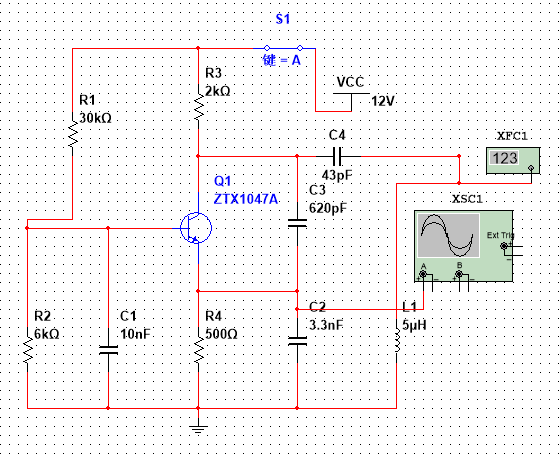 S1
键 = A
R3
2kΩ
VCC
12V
R1
30kΩ
C4
43pF
XFC1
123
Q1
ZTX1047A
C3
620pF
XSC1
Ext Trig
+
A
B
+
+
R2
6kΩ
C1
10nF
R4
500Ω
C2
3.3nF
L1
5μH